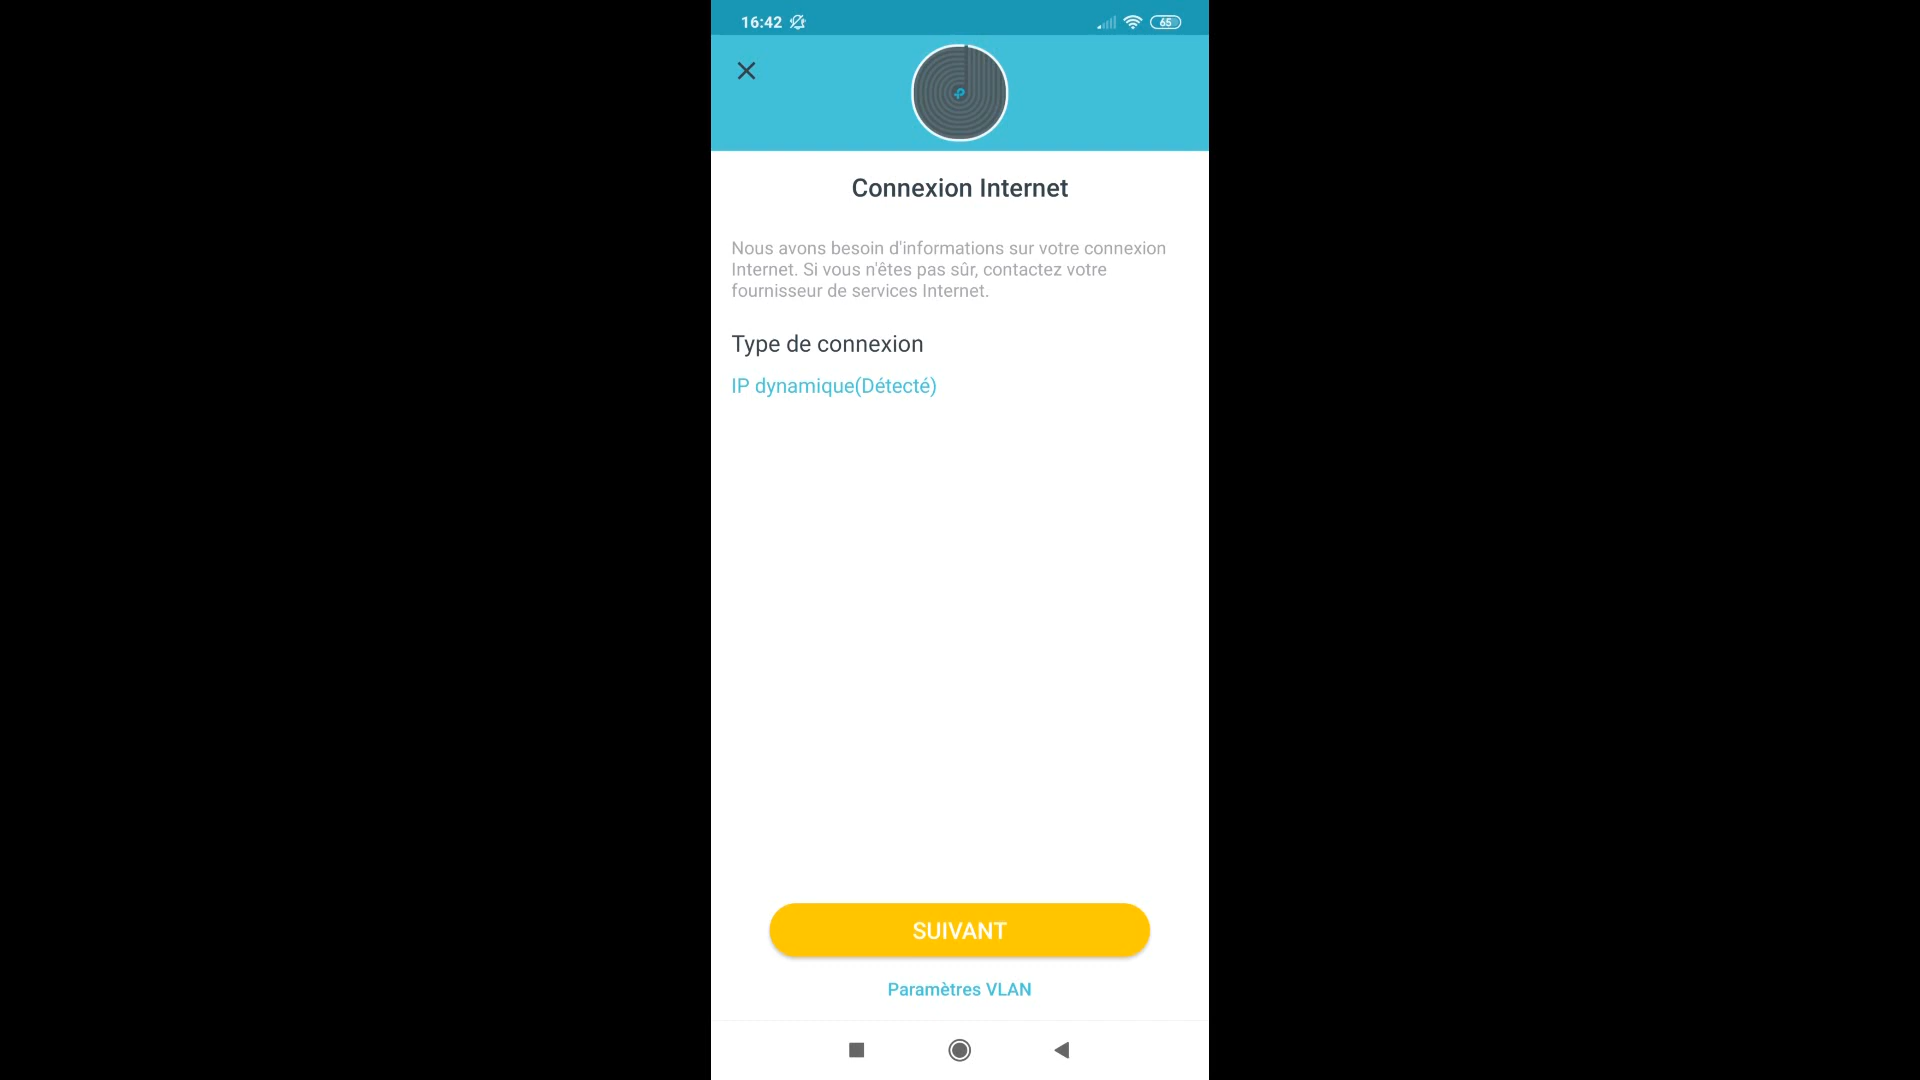 16:42
65
Connexion Internet
Nous avons besoin d'informations sur votre connexion
Internet. Si vous n'êtes pas sûr, contactez votre
fournisseur de services Internet.
Type de connexion
IP dynamique(Détecté)
SUIVANT
Paramètres VLAN